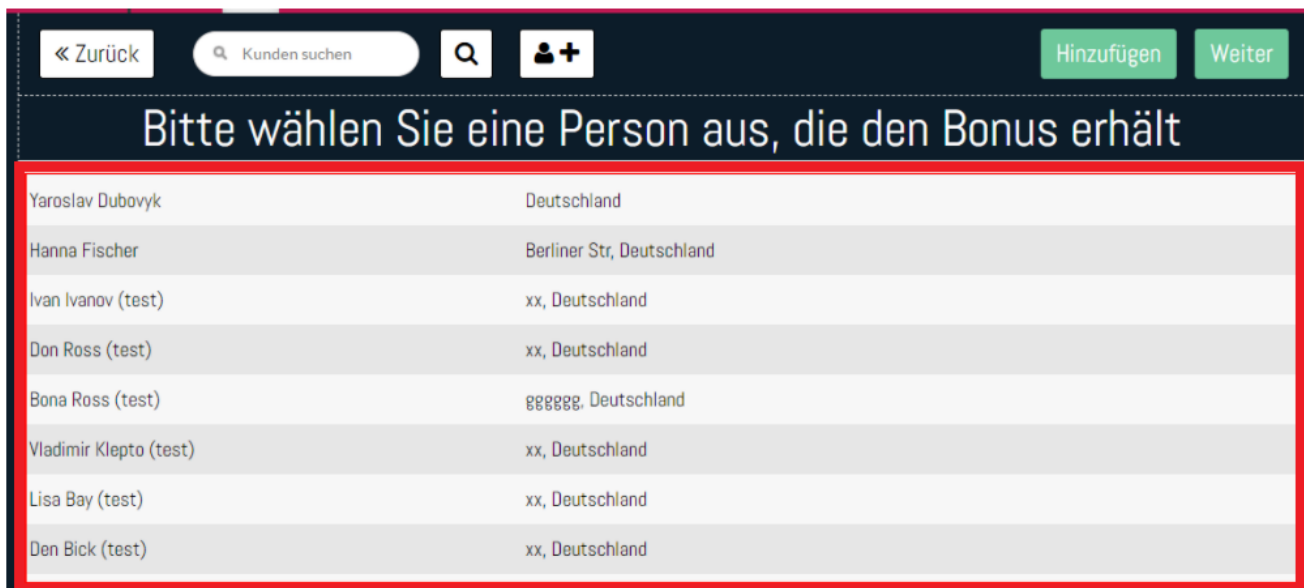 « Zurück Kunden suchen Hinzufügen Weiter
Bitte wählen Sie eine Person aus, die den Bonus erhält
Yaroslav Dubovyk Deutschland
Hanna Fischer Berliner Str, Deutschland
Ivan Ivanov (test) xx, Deutschland
Don Ross (test) xx, Deutschland
Bona Ross (test) gggggg, Deutschland
Vladimir Klepto (test) xx, Deutschland
Lisa Bay (test) xx, Deutschland
Den Bick (test) xx, Deutschland